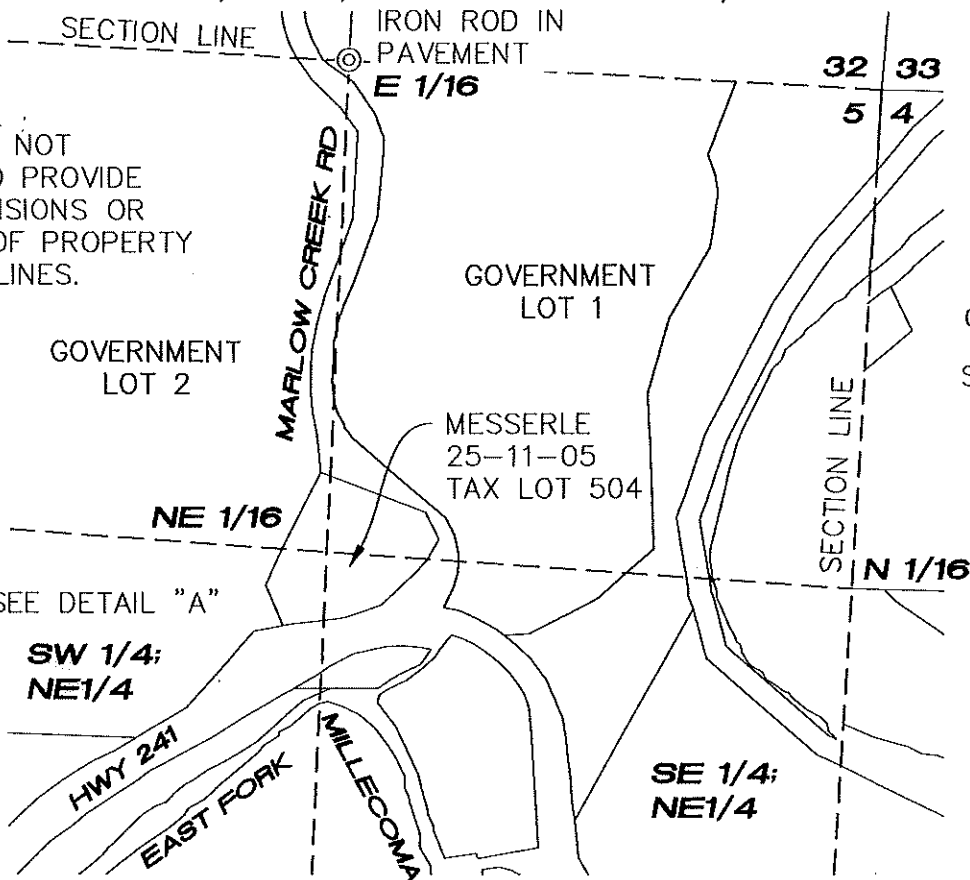 SECTION LINE
IRON ROD IN
PAVEMENT
E 1/16
32 33
5 4
NOT
PROVIDE
OF PROPERTY
LINES.
MARLOW CREEK RD
GOVERNMENT
LOT 1
GOVERNMENT
LOT 2
MESSERLE
25-11-05
TAX LOT 504
SECTION LINE
NE 1/16
N 1/16
SEE DETAIL "A"
SW 1/4;
NE1/4
HWY 241
EAST FORK
MILLECOMA
SE 1/4;
NE1/4